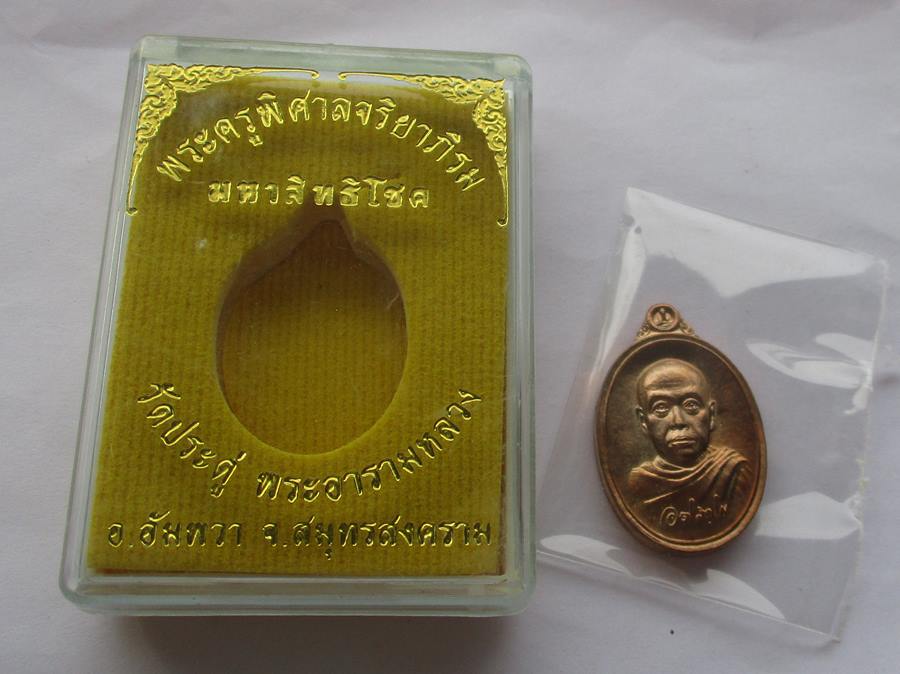 พระครูพิศาลจริยาภิรม
มหาสิทธิโชค
วัดประดู่ พระอารามหลวง
อ.อัมพวา จ.สมุทรสงคราม